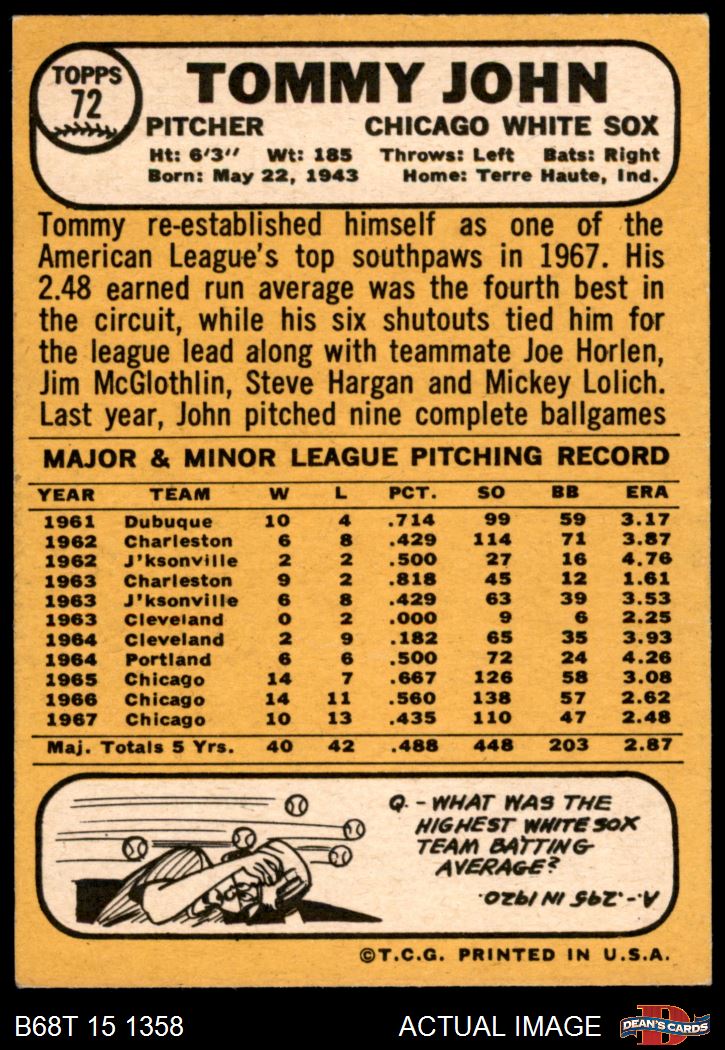 TOPPS
72
TOMMY JOHN
PITCHER CHICAGO WHITE SOX
Ht: 6'3" Wt: 185 Throws: Left Bats: Right
Born: May 22, 1943 Home: Terre Haute, Ind.
Tommy re-established himself as one of the
American League's top southpaws in 1967. His
2.48 earned run average was the fourth best in
the circuit, while his six shutouts tied him for
the league lead along with teammate Joe Horlen,
Jim McGlothlin, Steve Hargan and Mickey Lolich.
Last year, John pitched nine complete ballgames
MAJOR & MINOR LEAGUE PITCHING RECORD
YEAR TEAM W L PCT. SO BB ERA
1961 Dubuque 10 4 .714 99 59 3.17
1962 Charleston 6 8 .429 114 71 3.87
1962 J'ksonville 2 2 .500 27 16 4.76
1963 Charleston 9 2 .818 45 12 1.61
1963 J'ksonville 6 8 .429 63 39 3.53
1963 Cleveland 0 2 .000 9 6 2.25
1964 Cleveland 2 9 .182 65 35 3.93
1964 Portland 6 6 .500 72 24 4.26
1965 Chicago 14 7 .667 126 58 3.08
1966 Chicago 14 11 .560 138 57 2.62
1967 Chicago 10 13 .435 110 47 2.48
Maj. Totals 5 Yrs. 40 42 .488 448 203 2.87
Q - WHAT WAS THE
HIGHEST WHITE SOX
TEAM BATTING
AVERAGE?
A-.295 IN 1920.
©T.C.G. PRINTED IN U.S.A.
B68T 15 1358 ACTUAL IMAGE
D
DEAN'S CARDS